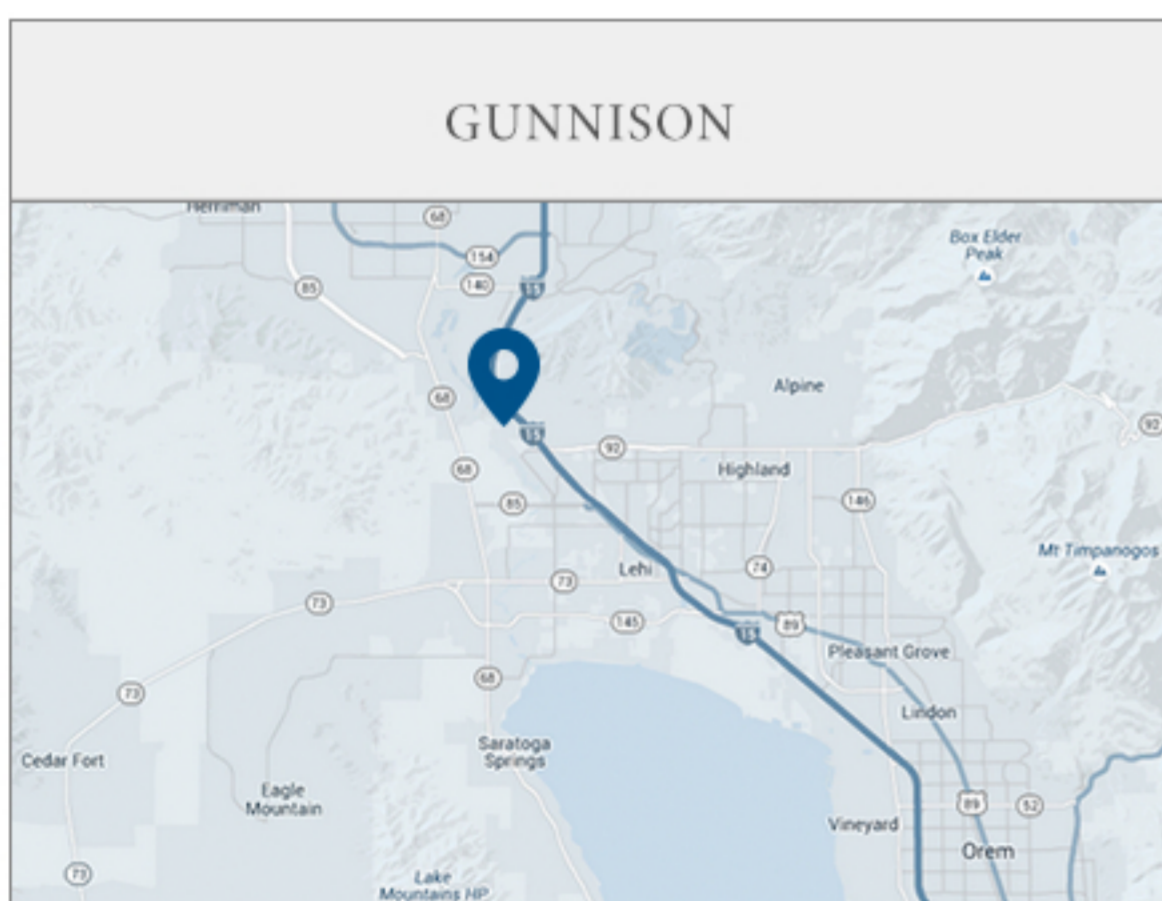 GUNNISON
Herriman
68
154
Box Elder
Peak
140
85
15
Alpine
68
92
15
92
68
Highland
85
146
Mt Timpanogos
Lehi
74
73
73
145
89
15
Pleasant Grove
68
73
Lindon
Saratoga
Springs
Cedar Fort
Eagle
Mountain
89
52
Vineyard
Orem
73
Lake
Mountains HP